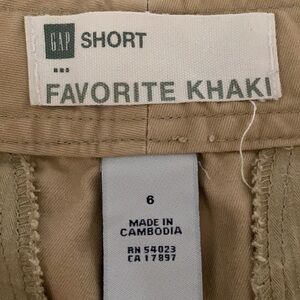 GAP SHORT
FAVORITE KHAKI
6
MADE IN
CAMBODIA
RN 54023
CA 17897